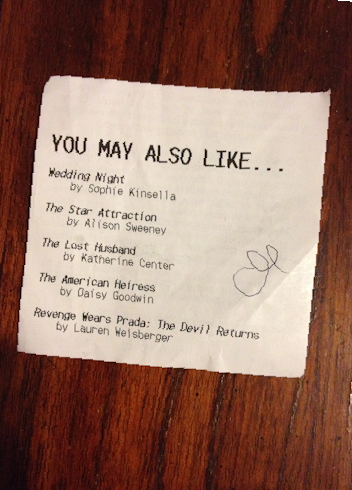 YOU MAY ALSO LIKE...
Wedding Night
by Sophie Kinsella
The Star Attraction
by Alison Sweeney
The Lost Husband
by Katherine Center
The American Heiress
by Daisy Goodwin
Revenge Wears Prada: The Devil Returns
by Lauren Weisberger